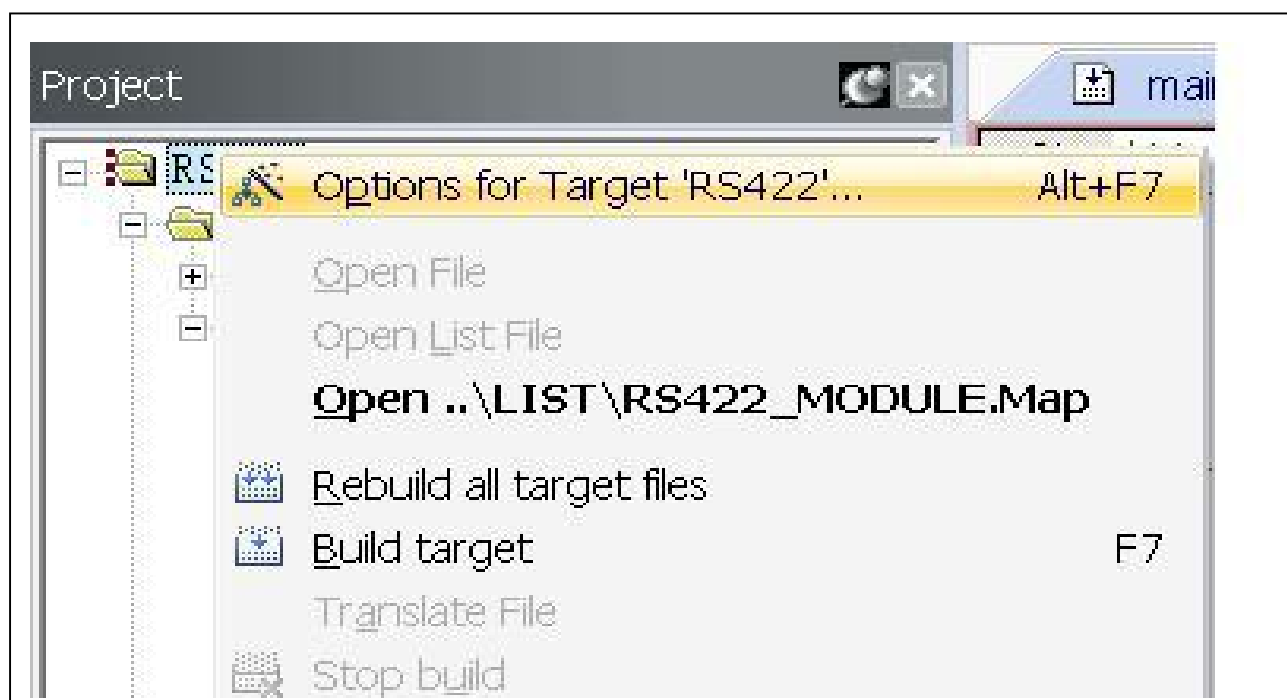 Project
mai
RS
Options for Target 'RS422'... Alt+F7
Open File
Open List File
Open ..\LIST\RS422_MODULE.Map
Rebuild all target files
Build target F7
Translate File
Stop build